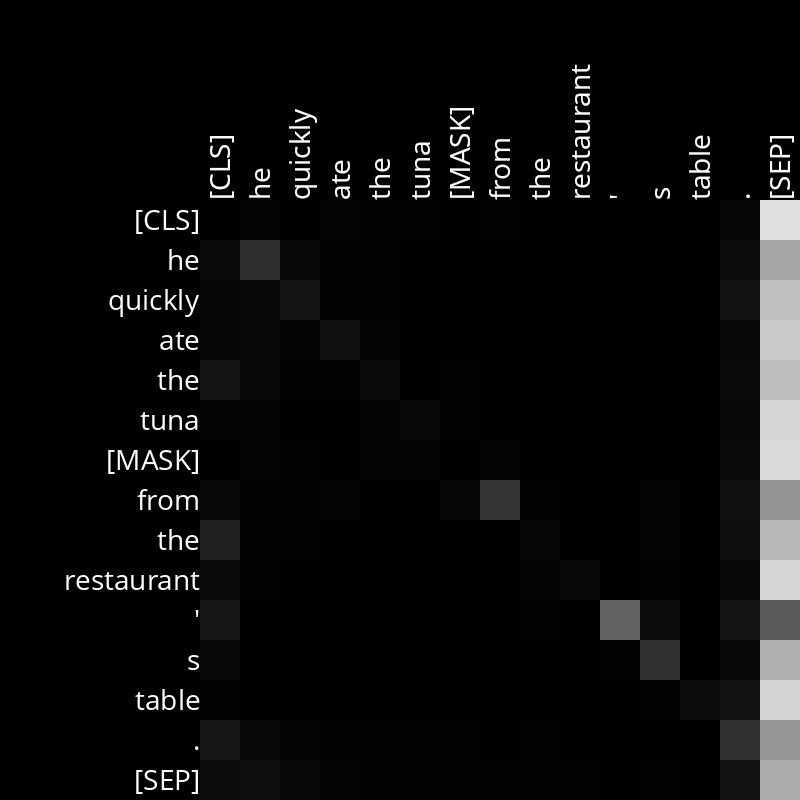 [CLS] he quickly ate the tuna [MASK] from the restaurant ' s table . [SEP]
[CLS]
he
quickly
ate
the
tuna
[MASK]
from
the
restaurant
'
s
table
.
[SEP]